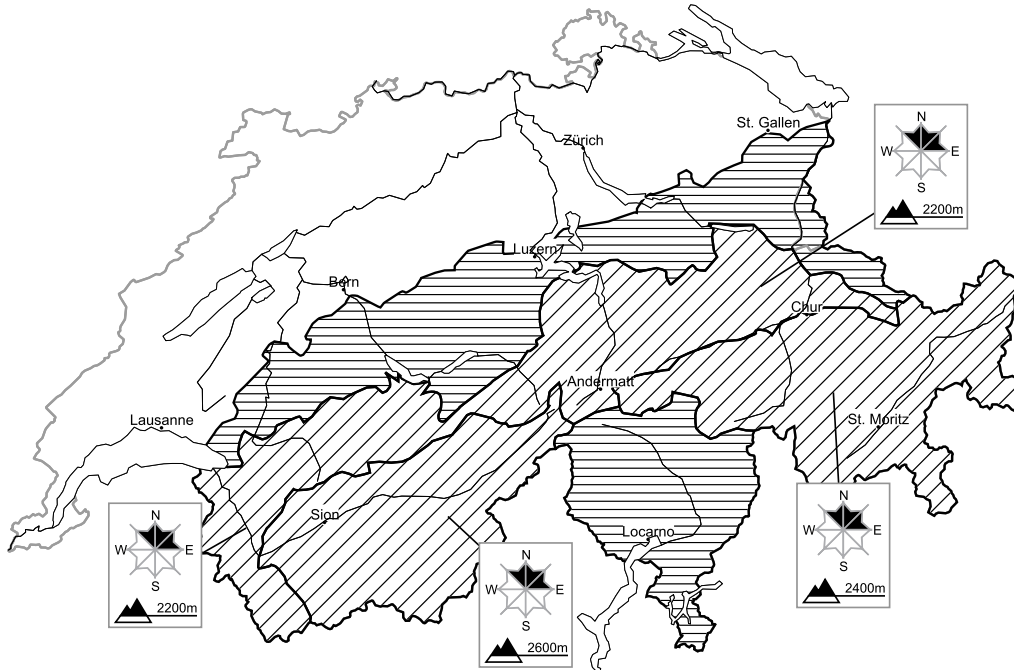 St. Gallen
Zürich
N
W E
S
2200m
Luzern
Bern
Chur
Andermatt
Lausanne
St. Moritz
N
W E
S
2400m
Sion
N
W E
S
2200m
Locarno
N
W E
S
2600m